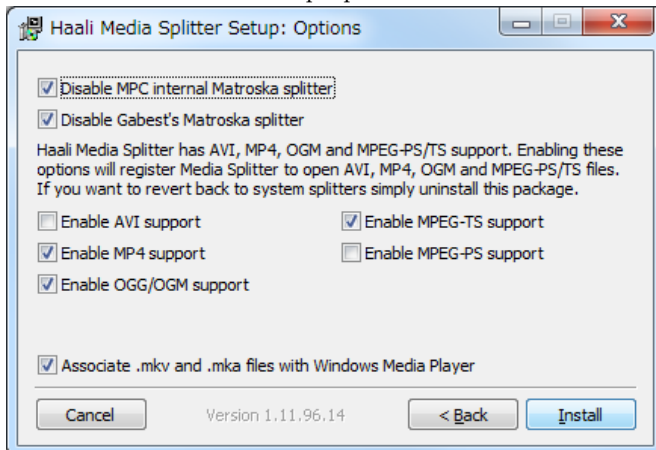 Haali Media Splitter Setup: Options
Disable MPC internal Matroska splitter
Disable Gabest's Matroska splitter
Haali Media Splitter has AVI, MP4, OGM and MPEG-PS/TS support. Enabling these
options will register Media Splitter to open AVI, MP4, OGM and MPEG-PS/TS files.
If you want to revert back to system splitters simply uninstall this package.
Enable AVI support
Enable MPEG-TS support
Enable MP4 support
Enable MPEG-PS support
Enable OGG/OGM support
Associate .mkv and .mka files with Windows Media Player
Cancel
Version 1.11.96.14
< Back
Install